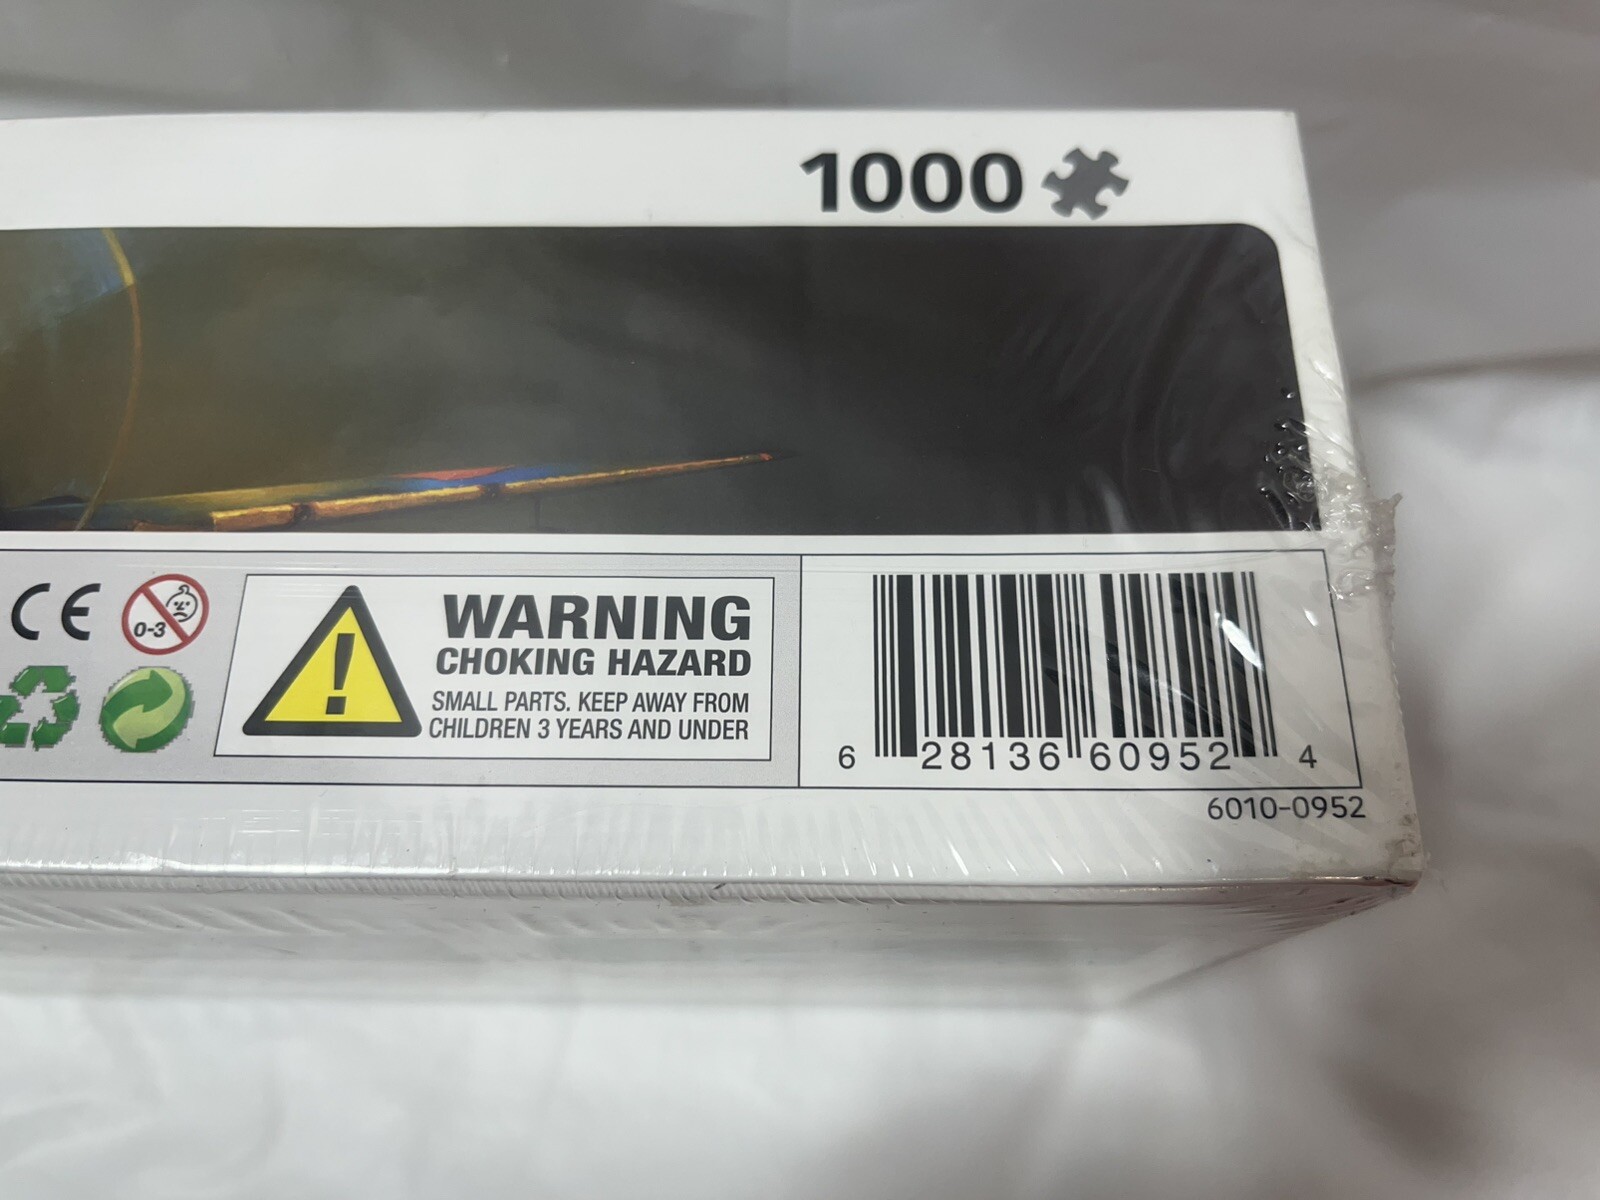 1000
CE
0-3
WARNING
CHOKING HAZARD
SMALL PARTS. KEEP AWAY FROM
CHILDREN 3 YEARS AND UNDER
6 28136 60952 4
6010-0952